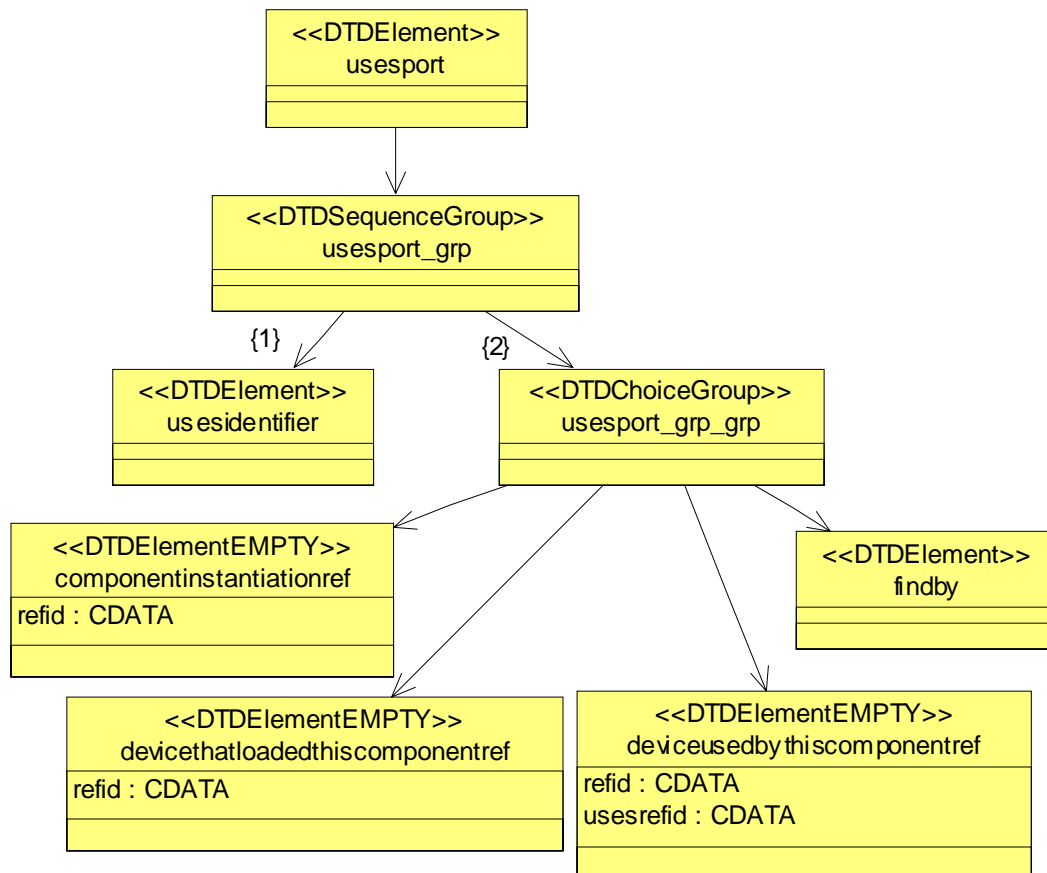 <<DTDElement>>
usesport
<<DTDSequenceGroup>>
usesport_grp
{1}
{2}
<<DTDElement>>
usesidentifier
<<DTDChoiceGroup>>
usesport_grp_grp
<<DTDElementEMPTY>>
componentinstantiationref
refid : CDATA
<<DTDElement>>
findby
<<DTDElementEMPTY>>
devicethatloadedthiscomponentref
refid : CDATA
<<DTDElementEMPTY>>
deviceusedbythiscomponentref
refid : CDATA
usesrefid : CDATA